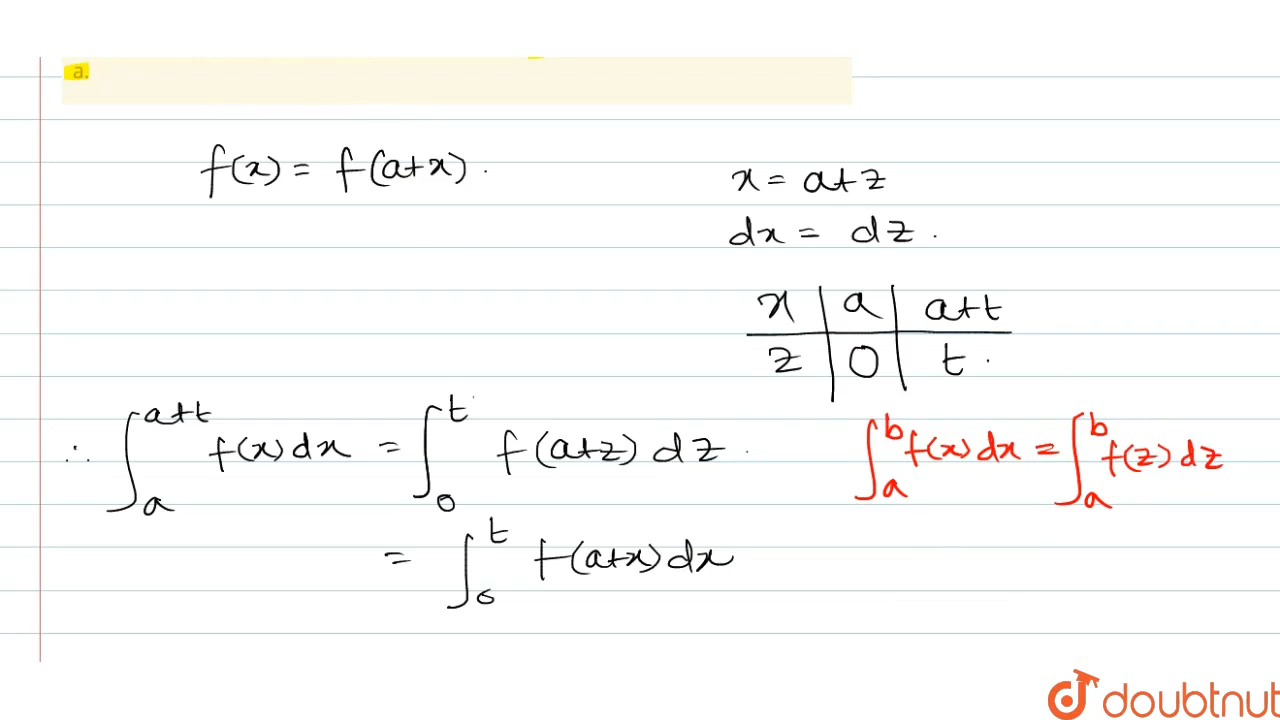 a.
f(x) = f(a+x).
x = a+z
dx = dz.
x | a | a+t
z | 0 | t.
∴ ∫_a^{a+t} f(x) dx = ∫_0^t f(a+z) dz.
∫_a^b f(x) dx = ∫_a^b f(z) dz
= ∫_0^t f(a+x) dx
doubtnut